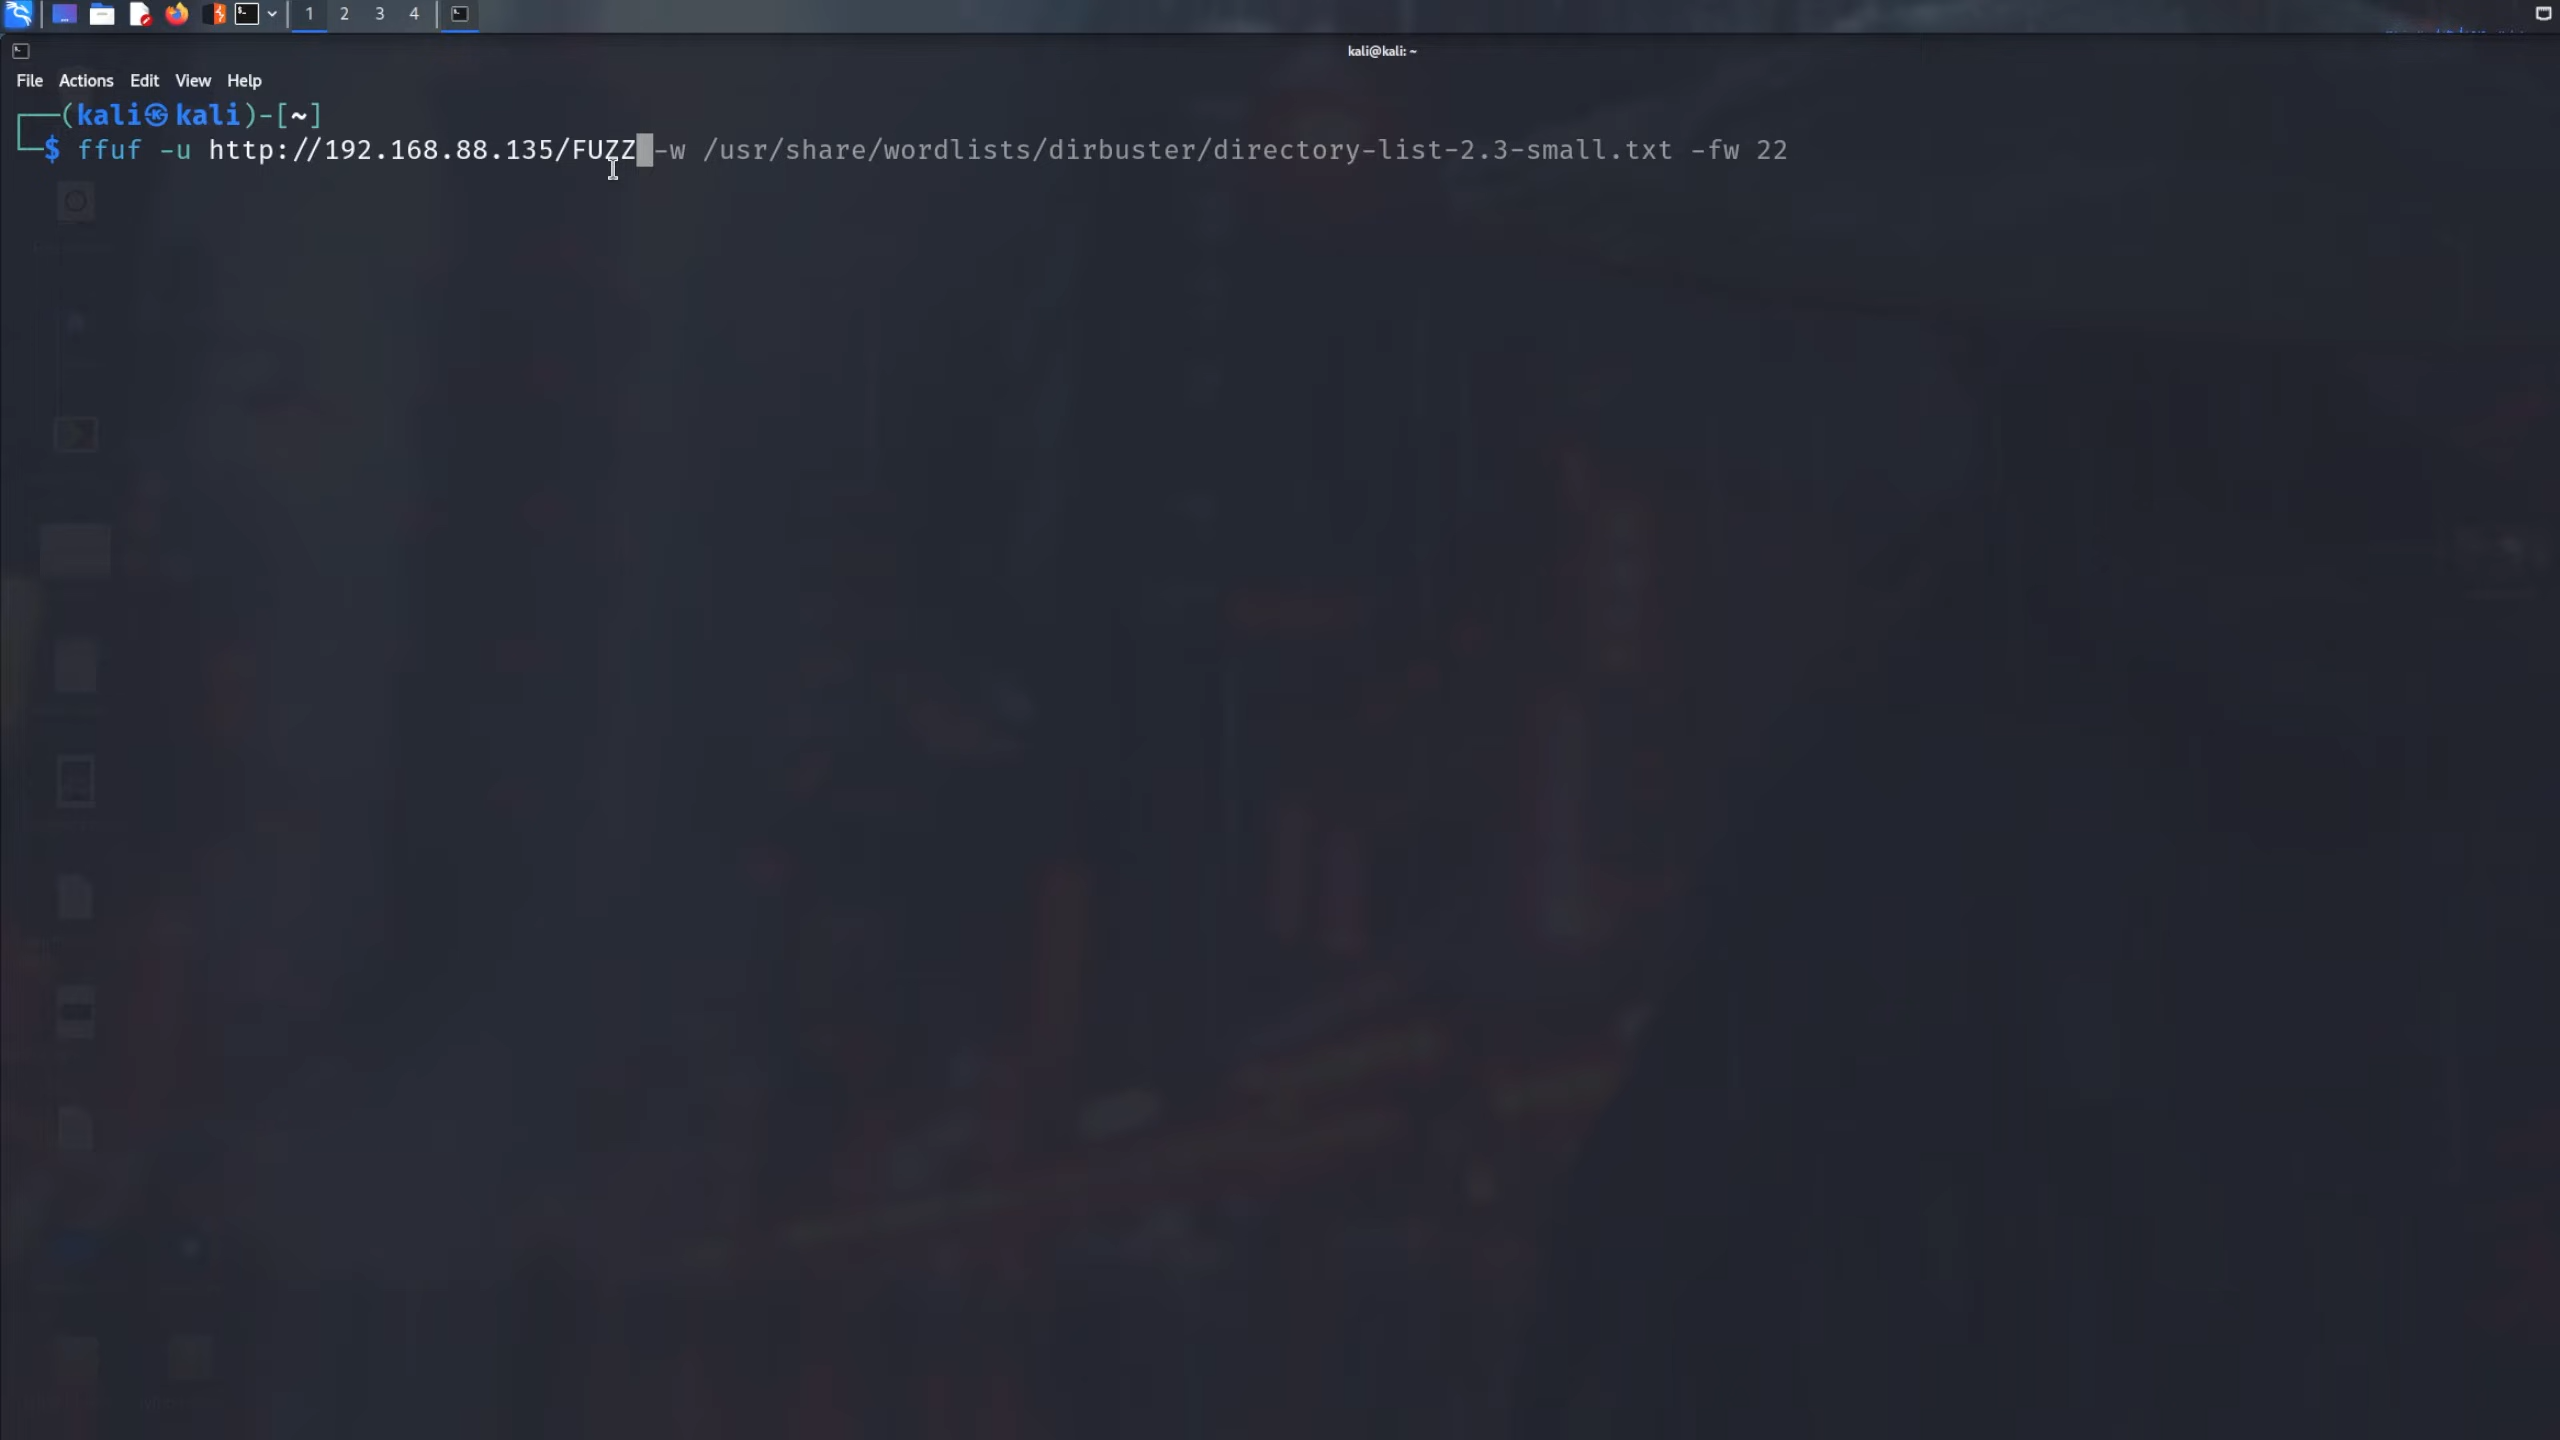 1 2 3 4
kali@kali: ~
File Actions Edit View Help
┌──(kali㉿kali)-[~]
└─$ ffuf -u http://192.168.88.135/FUZZ -w /usr/share/wordlists/dirbuster/directory-list-2.3-small.txt -fw 22